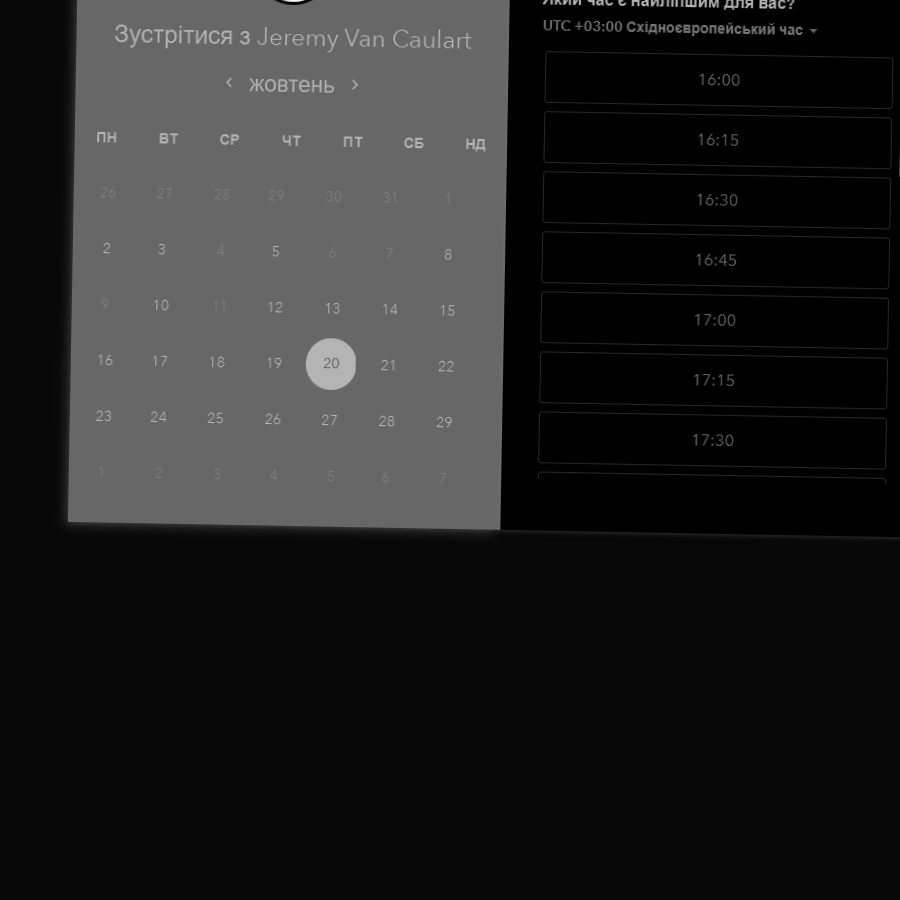 Зустрітися з Jeremy Van Caulart
жовтень
ПН ВТ СР ЧТ ПТ СБ НД
26 27 28 29 30 31 1
2 3 4 5 6 7 8
9 10 11 12 13 14 15
16 17 18 19 20 21 22
23 24 25 26 27 28 29
1 2 3 4 5 6 7
Який час є найліпшим для вас?
UTC +03:00 Східноєвропейський час
16:00
16:15
16:30
16:45
17:00
17:15
17:30